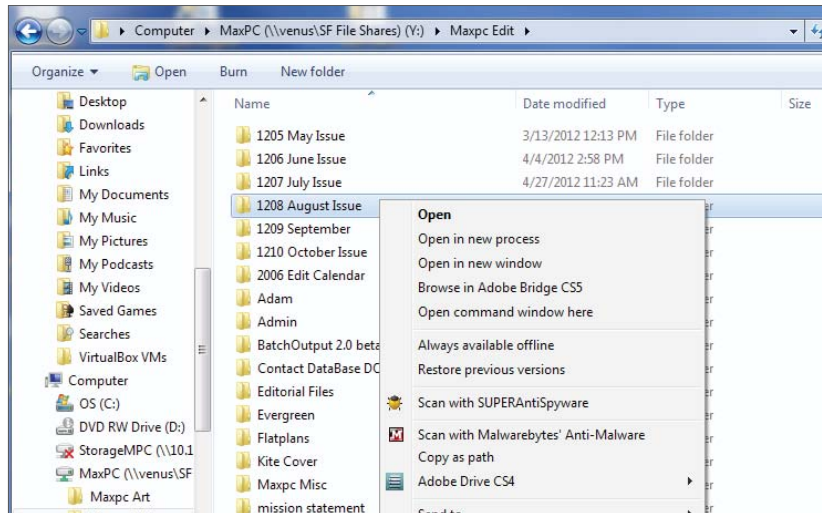 Computer ▸ MaxPC (\\venus\SF File Shares) (Y:) ▸ Maxpc Edit ▸
Organize Open Burn New folder
Desktop
Downloads
Favorites
Links
My Documents
My Music
My Pictures
My Podcasts
My Videos
Saved Games
Searches
VirtualBox VMs
Computer
OS (C:)
DVD RW Drive (D:)
StorageMPC (\\10.1
MaxPC (\\venus\SF
Maxpc Art
Name Date modified Type Size
1205 May Issue 3/13/2012 12:13 PM File folder
1206 June Issue 4/4/2012 2:58 PM File folder
1207 July Issue 4/27/2012 11:23 AM File folder
1208 August Issue
1209 September
1210 October Issue
2006 Edit Calendar
Adam
Admin
BatchOutput 2.0 beta
Contact DataBase DO
Editorial Files
Evergreen
Flatplans
Kite Cover
Maxpc Misc
mission statement
Open
Open in new process
Open in new window
Browse in Adobe Bridge CS5
Open command window here
Always available offline
Restore previous versions
Scan with SUPERAntiSpyware
Scan with Malwarebytes' Anti-Malware
Copy as path
Adobe Drive CS4
Send to